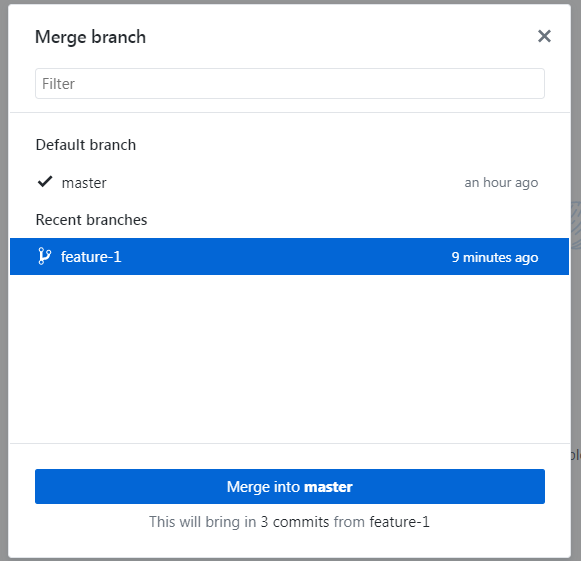 Merge branch
Filter
Default branch
master an hour ago
Recent branches
feature-1 9 minutes ago
Merge into master
This will bring in 3 commits from feature-1